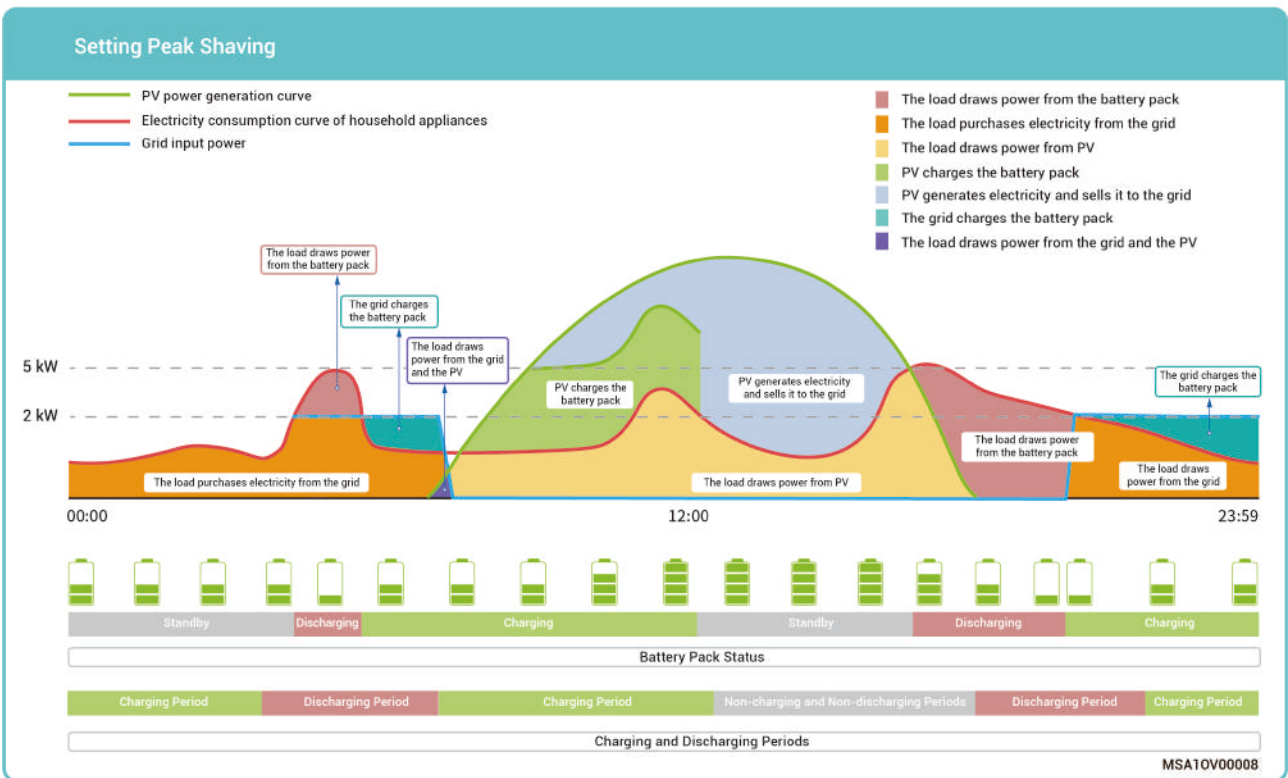 Setting Peak Shaving
PV power generation curve
Electricity consumption curve of household appliances
Grid input power
The load draws power from the battery pack
The load purchases electricity from the grid
The load draws power from PV
PV charges the battery pack
PV generates electricity and sells it to the grid
The grid charges the battery pack
The load draws power from the grid and the PV
The load draws power
from the battery pack
The grid charges
the battery pack
The load draws
power from the grid
and the PV
5 kW
2 kW
PV charges the
battery pack
PV generates electricity
and sells it to the grid
The grid charges the
battery pack
The load draws power
from the battery pack
The load purchases electricity from the grid
The load draws power from PV
The load draws
power from the grid
00:00
12:00
23:59
Standby
Discharging
Charging
Standby
Discharging
Charging
Battery Pack Status
Charging Period
Discharging Period
Charging Period
Non-charging and Non-discharging Periods
Discharging Period
Charging Period
Charging and Discharging Periods
MSA10V00008